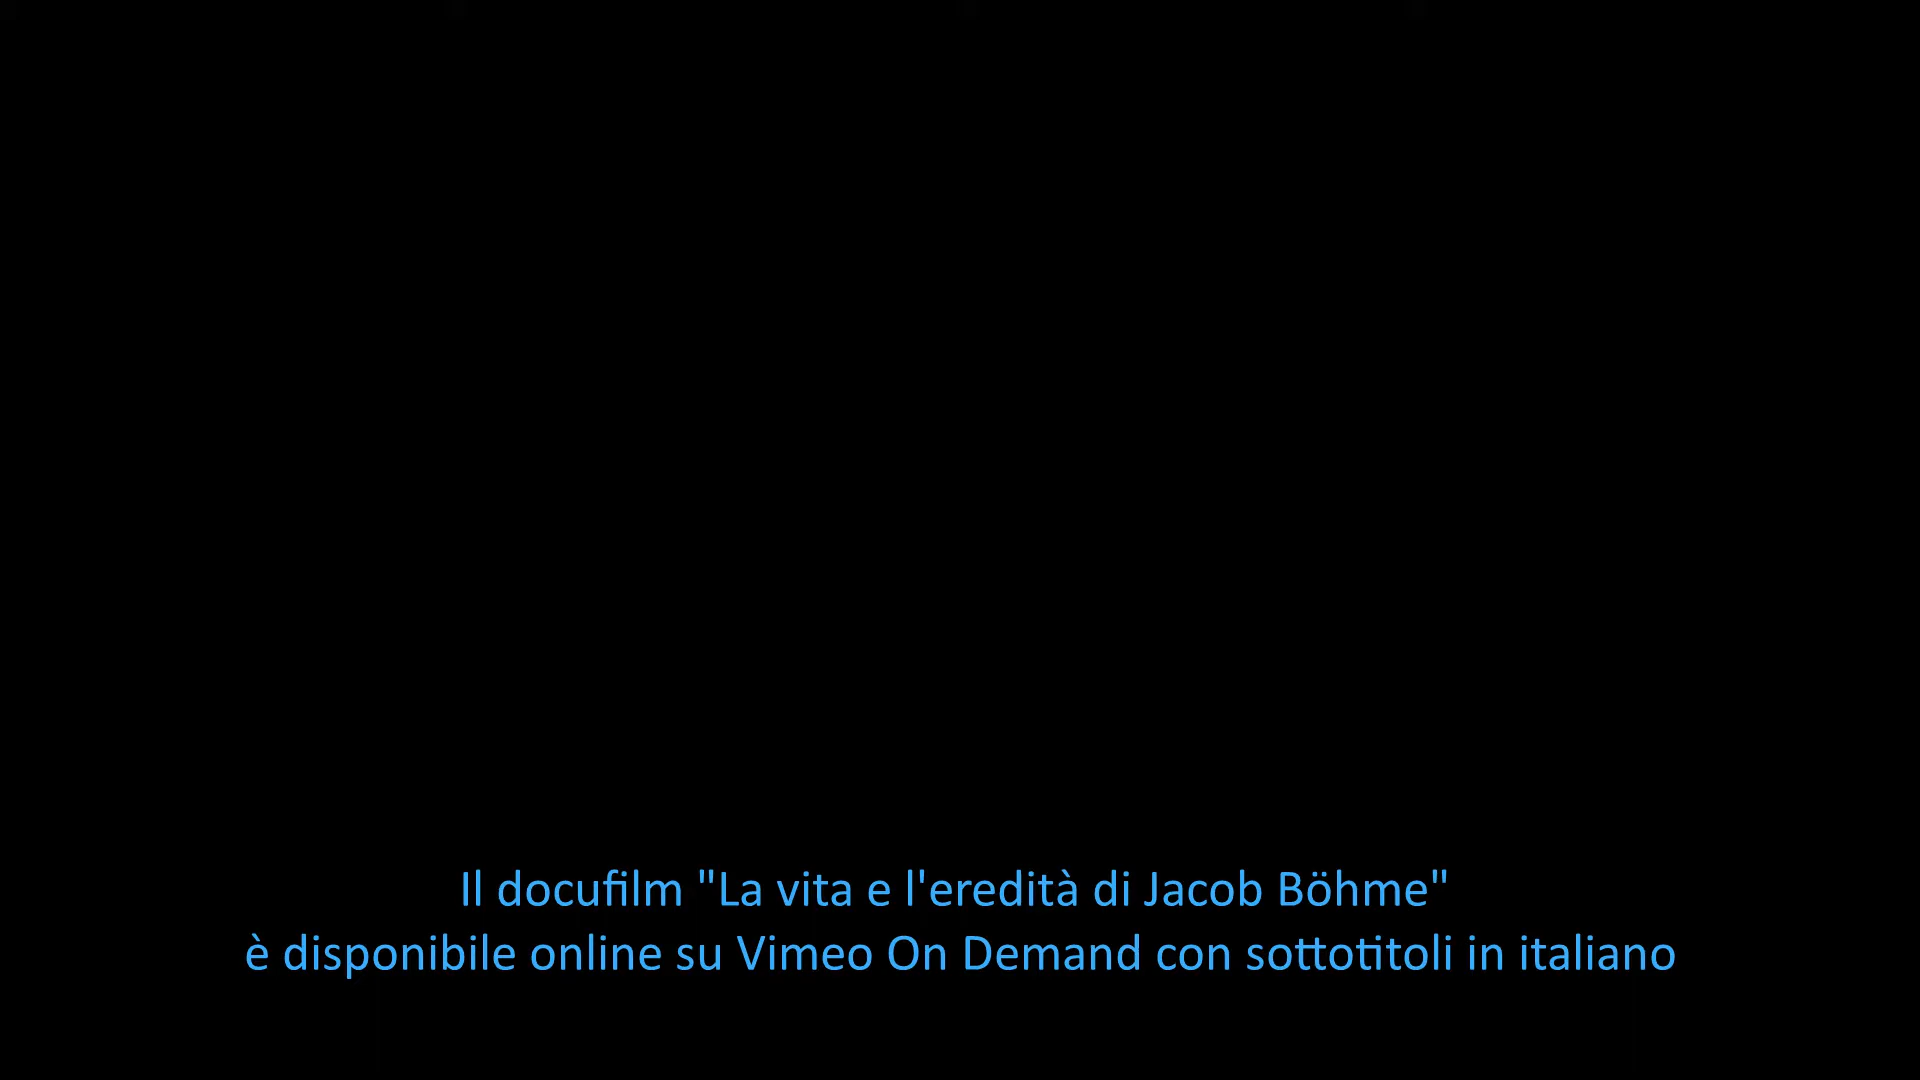 Il docufilm "La vita e l'eredità di Jacob Böhme"
è disponibile online su Vimeo On Demand con sottotitoli in italiano